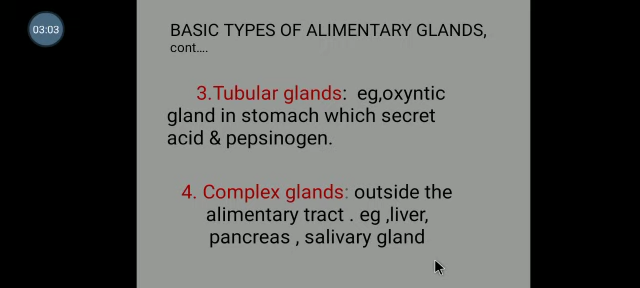 03:03
BASIC TYPES OF ALIMENTARY GLANDS,
cont....
3.Tubular glands: eg,oxyntic
gland in stomach which secret
acid & pepsinogen.
4. Complex glands: outside the
alimentary tract . eg ,liver,
pancreas , salivary gland